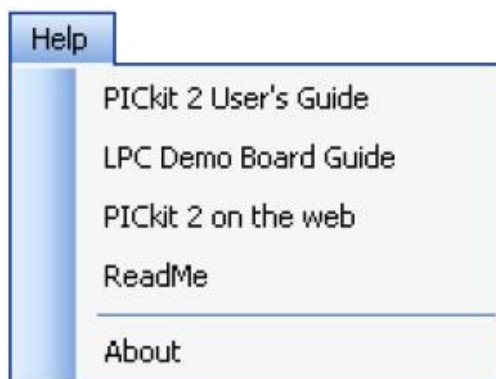 Help
PICkit 2 User's Guide
LPC Demo Board Guide
PICkit 2 on the web
ReadMe
About